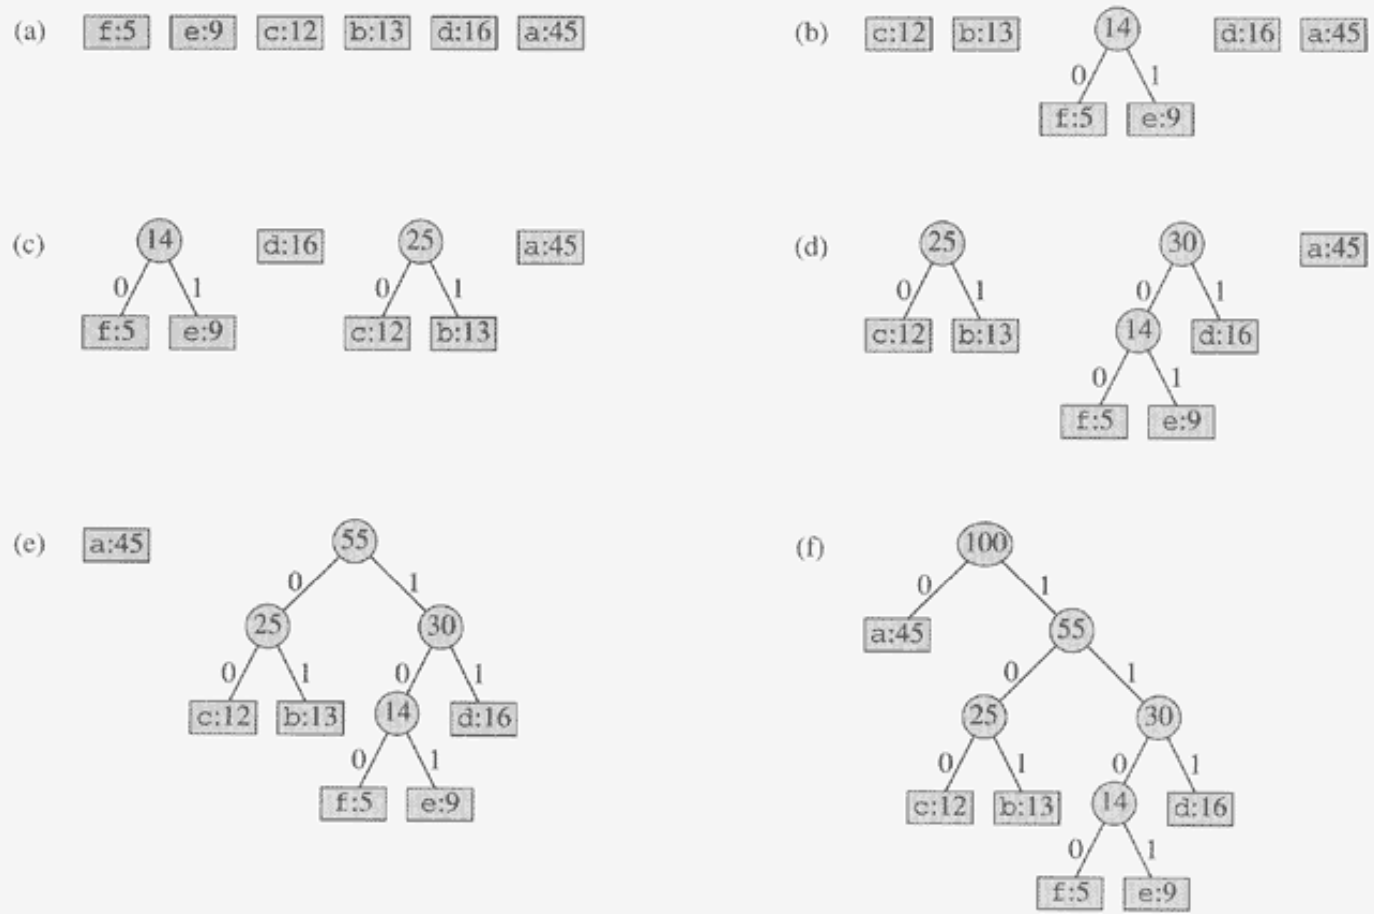 (a) f:5 e:9 c:12 b:13 d:16 a:45
(b) c:12 b:13 14 d:16 a:45
0 1
f:5 e:9
(c) 14 d:16 25 a:45
0 1 0 1
f:5 e:9 c:12 b:13
(d) 25 30 a:45
0 1 0 1
c:12 b:13 14 d:16
0 1
f:5 e:9
(e) a:45 55
0 1
25 30
0 1 0 1
c:12 b:13 14 d:16
0 1
f:5 e:9
(f) 100
0 1
a:45 55
0 1
25 30
0 1 0 1
c:12 b:13 14 d:16
0 1
f:5 e:9